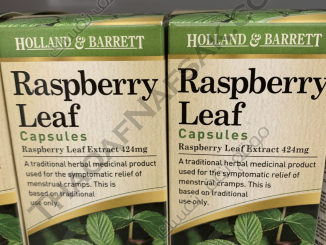 HOLLAND & BARRETT
Raspberry
Leaf
Capsules
Raspberry Leaf Extract 424mg
A traditional herbal medicinal product
used for the symptomatic relief of
menstrual cramps. This is
based on traditional
use only.
HOLLAND & BARRETT
Raspberry
Leaf
Capsules
Raspberry Leaf Extract 424mg
A traditional herbal medicinal product
used for the symptomatic relief of
menstrual cramps. This is
based on traditional
use only.